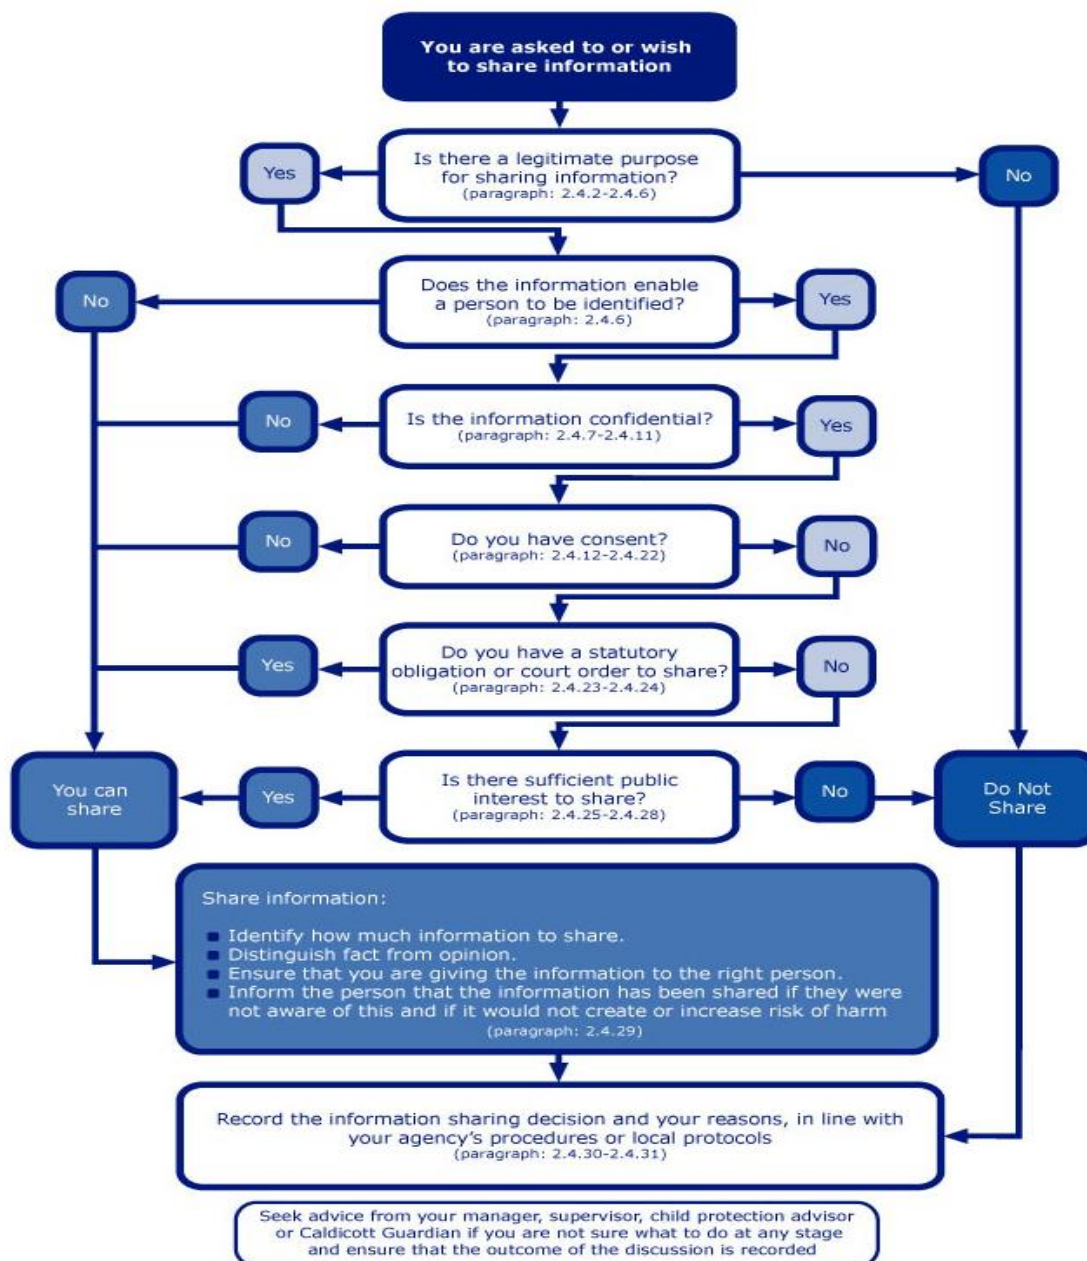 You are asked to or wish
to share information
Is there a legitimate purpose
for sharing information?
(paragraph: 2.4.2-2.4.6)
Yes
No
Does the information enable
a person to be identified?
(paragraph: 2.4.6)
No
Yes
Is the information confidential?
(paragraph: 2.4.7-2.4.11)
No
Yes
Do you have consent?
(paragraph: 2.4.12-2.4.22)
No
No
Do you have a statutory
obligation or court order to share?
(paragraph: 2.4.23-2.4.24)
Yes
No
Is there sufficient public
interest to share?
(paragraph: 2.4.25-2.4.28)
Yes
No
You can
share
Do Not
Share
Share information:
Identify how much information to share.
Distinguish fact from opinion.
Ensure that you are giving the information to the right person.
Inform the person that the information has been shared if they were
not aware of this and if it would not create or increase risk of harm
(paragraph: 2.4.29)
Record the information sharing decision and your reasons, in line with
your agency’s procedures or local protocols
(paragraph: 2.4.30-2.4.31)
Seek advice from your manager, supervisor, child protection advisor
or Caldicott Guardian if you are not sure what to do at any stage
and ensure that the outcome of the discussion is recorded